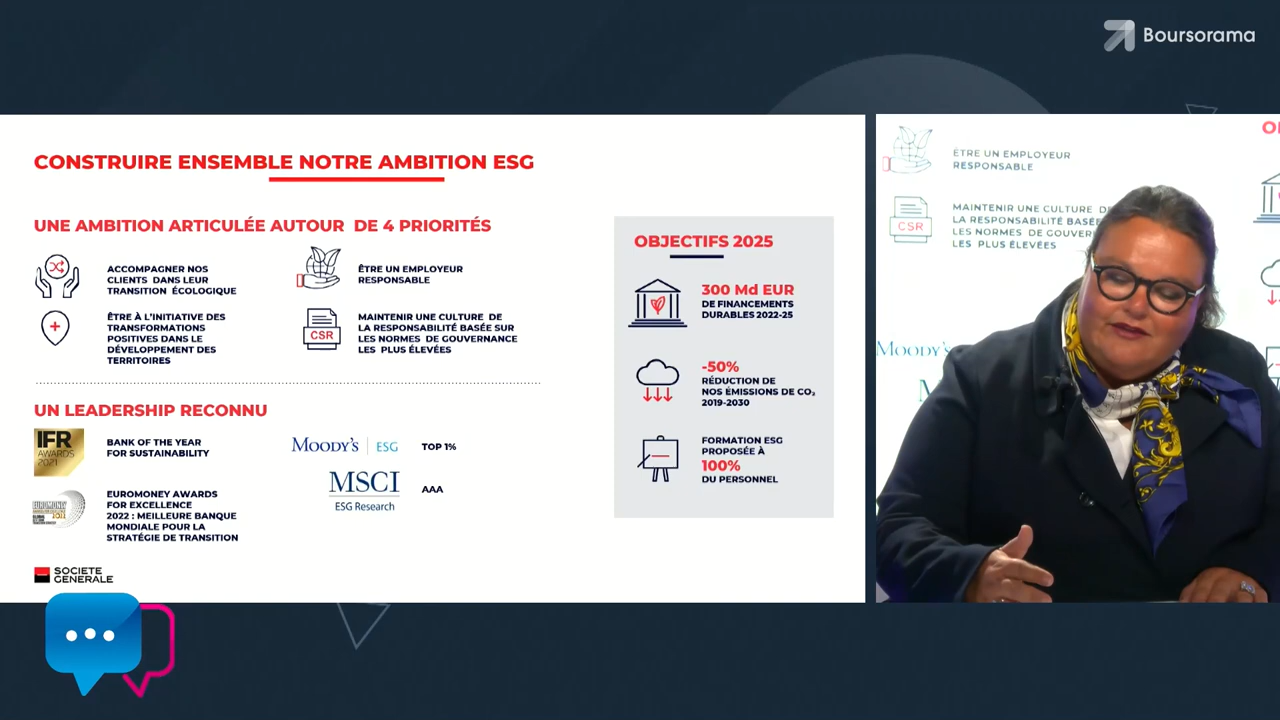 Boursorama
CONSTRUIRE ENSEMBLE NOTRE AMBITION ESG
UNE AMBITION ARTICULÉE AUTOUR DE 4 PRIORITÉS
ACCOMPAGNER NOS
CLIENTS DANS LEUR
TRANSITION ÉCOLOGIQUE
ÊTRE UN EMPLOYEUR
RESPONSABLE
ÊTRE À L'INITIATIVE DES
TRANSFORMATIONS
POSITIVES DANS LE
DÉVELOPPEMENT DES
TERRITOIRES
CSR
MAINTENIR UNE CULTURE DE
LA RESPONSABILITÉ BASÉE SUR
LES NORMES DE GOUVERNANCE
LES PLUS ÉLEVÉES
UN LEADERSHIP RECONNU
IFR
AWARDS
2021
BANK OF THE YEAR
FOR SUSTAINABILITY
MOODY'S ESG
TOP 1%
EUROMONEY
EUROMONEY AWARDS
FOR EXCELLENCE
2022 : MEILLEURE BANQUE
MONDIALE POUR LA
STRATÉGIE DE TRANSITION
MSCI
ESG Research
AAA
SOCIETE
GENERALE
OBJECTIFS 2025
300 Md EUR
DE FINANCEMENTS
DURABLES 2022-25
-50%
RÉDUCTION DE
NOS ÉMISSIONS DE CO₂
2019-2030
FORMATION ESG
PROPOSÉE À
100%
DU PERSONNEL
ÊTRE UN EMPLOYEUR
RESPONSABLE
CSR
MAINTENIR UNE CULTURE DE
LA RESPONSABILITÉ BASÉE
LES NORMES DE GOUVER
LES PLUS ÉLEVÉES
MOODY'S